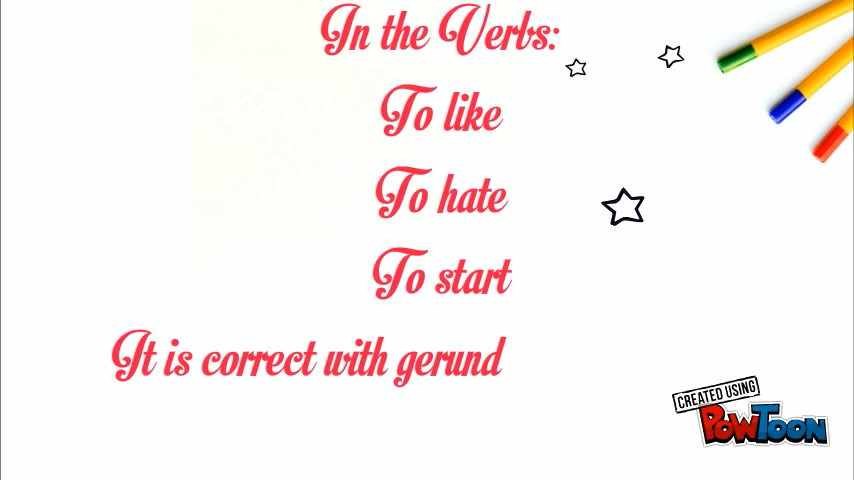 In the Verbs:
To like
To hate
To start
It is correct with gerund
CREATED USING
POWTOON